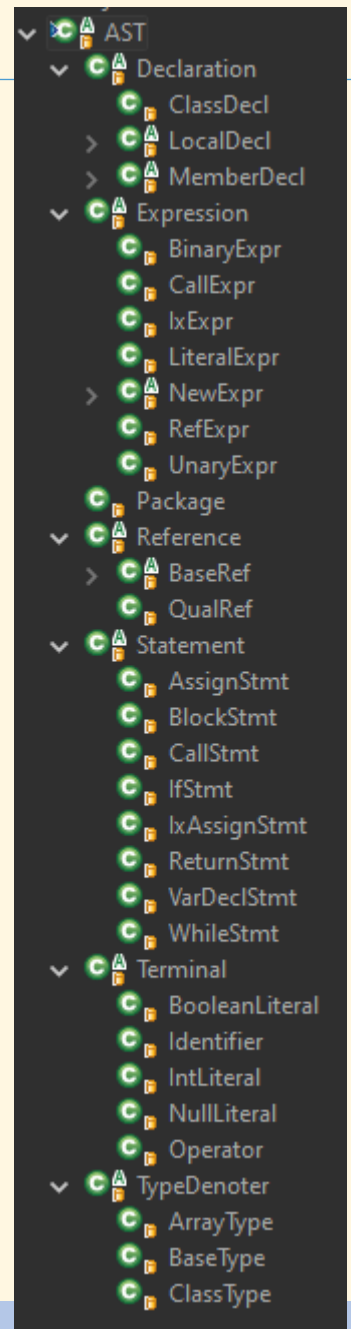 AST
Declaration
ClassDecl
LocalDecl
MemberDecl
Expression
BinaryExpr
CallExpr
IxExpr
LiteralExpr
NewExpr
RefExpr
UnaryExpr
Package
Reference
BaseRef
QualRef
Statement
AssignStmt
BlockStmt
CallStmt
IfStmt
IxAssignStmt
ReturnStmt
VarDeclStmt
WhileStmt
Terminal
BooleanLiteral
Identifier
IntLiteral
NullLiteral
Operator
TypeDenoter
ArrayType
BaseType
ClassType